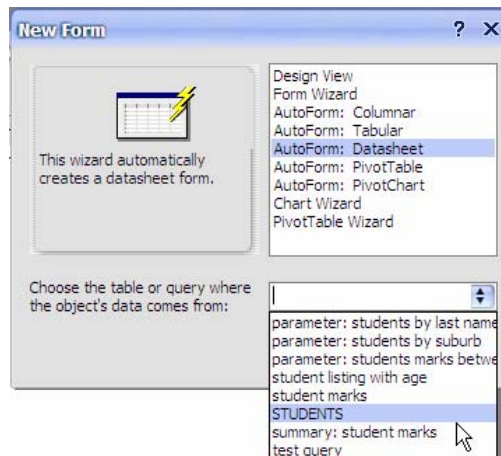 New Form
? X
This wizard automatically
creates a datasheet form.
Design View
Form Wizard
AutoForm: Columnar
AutoForm: Tabular
AutoForm: Datasheet
AutoForm: PivotTable
AutoForm: PivotChart
Chart Wizard
PivotTable Wizard
Choose the table or query where
the object's data comes from:
parameter: students by last name
parameter: students by suburb
parameter: students marks betwe
student listing with age
student marks
STUDENTS
summary: student marks
test query